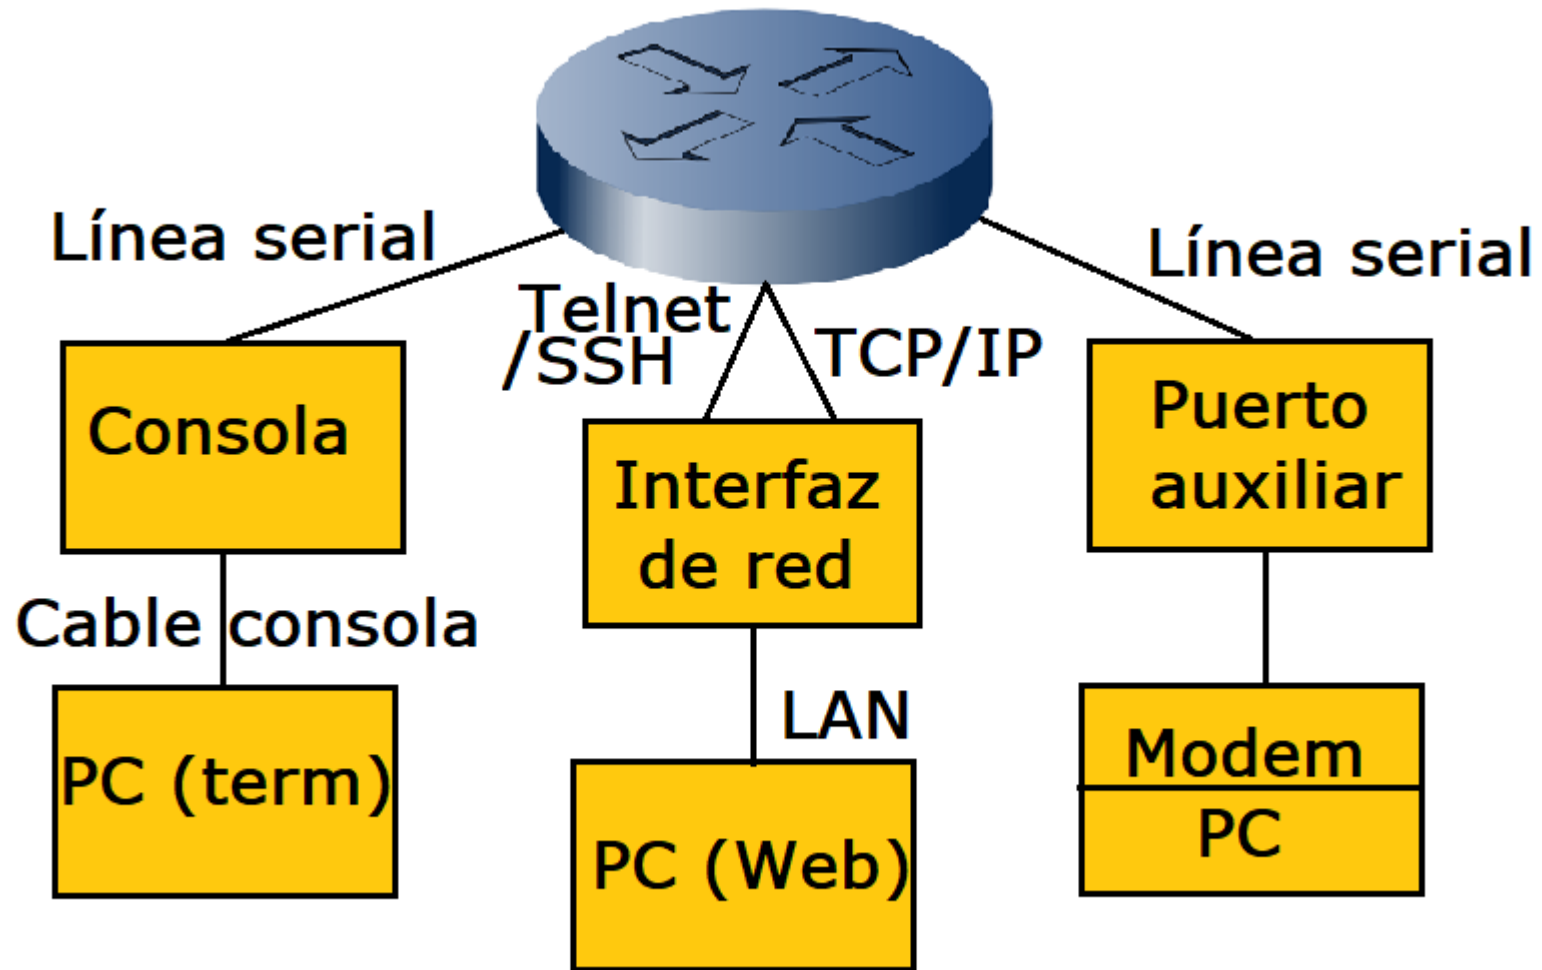 Línea serial
Línea serial
Telnet
/SSH
TCP/IP
Consola
Interfaz
de red
Puerto
auxiliar
Cable consola
LAN
PC (term)
PC (Web)
Modem
PC